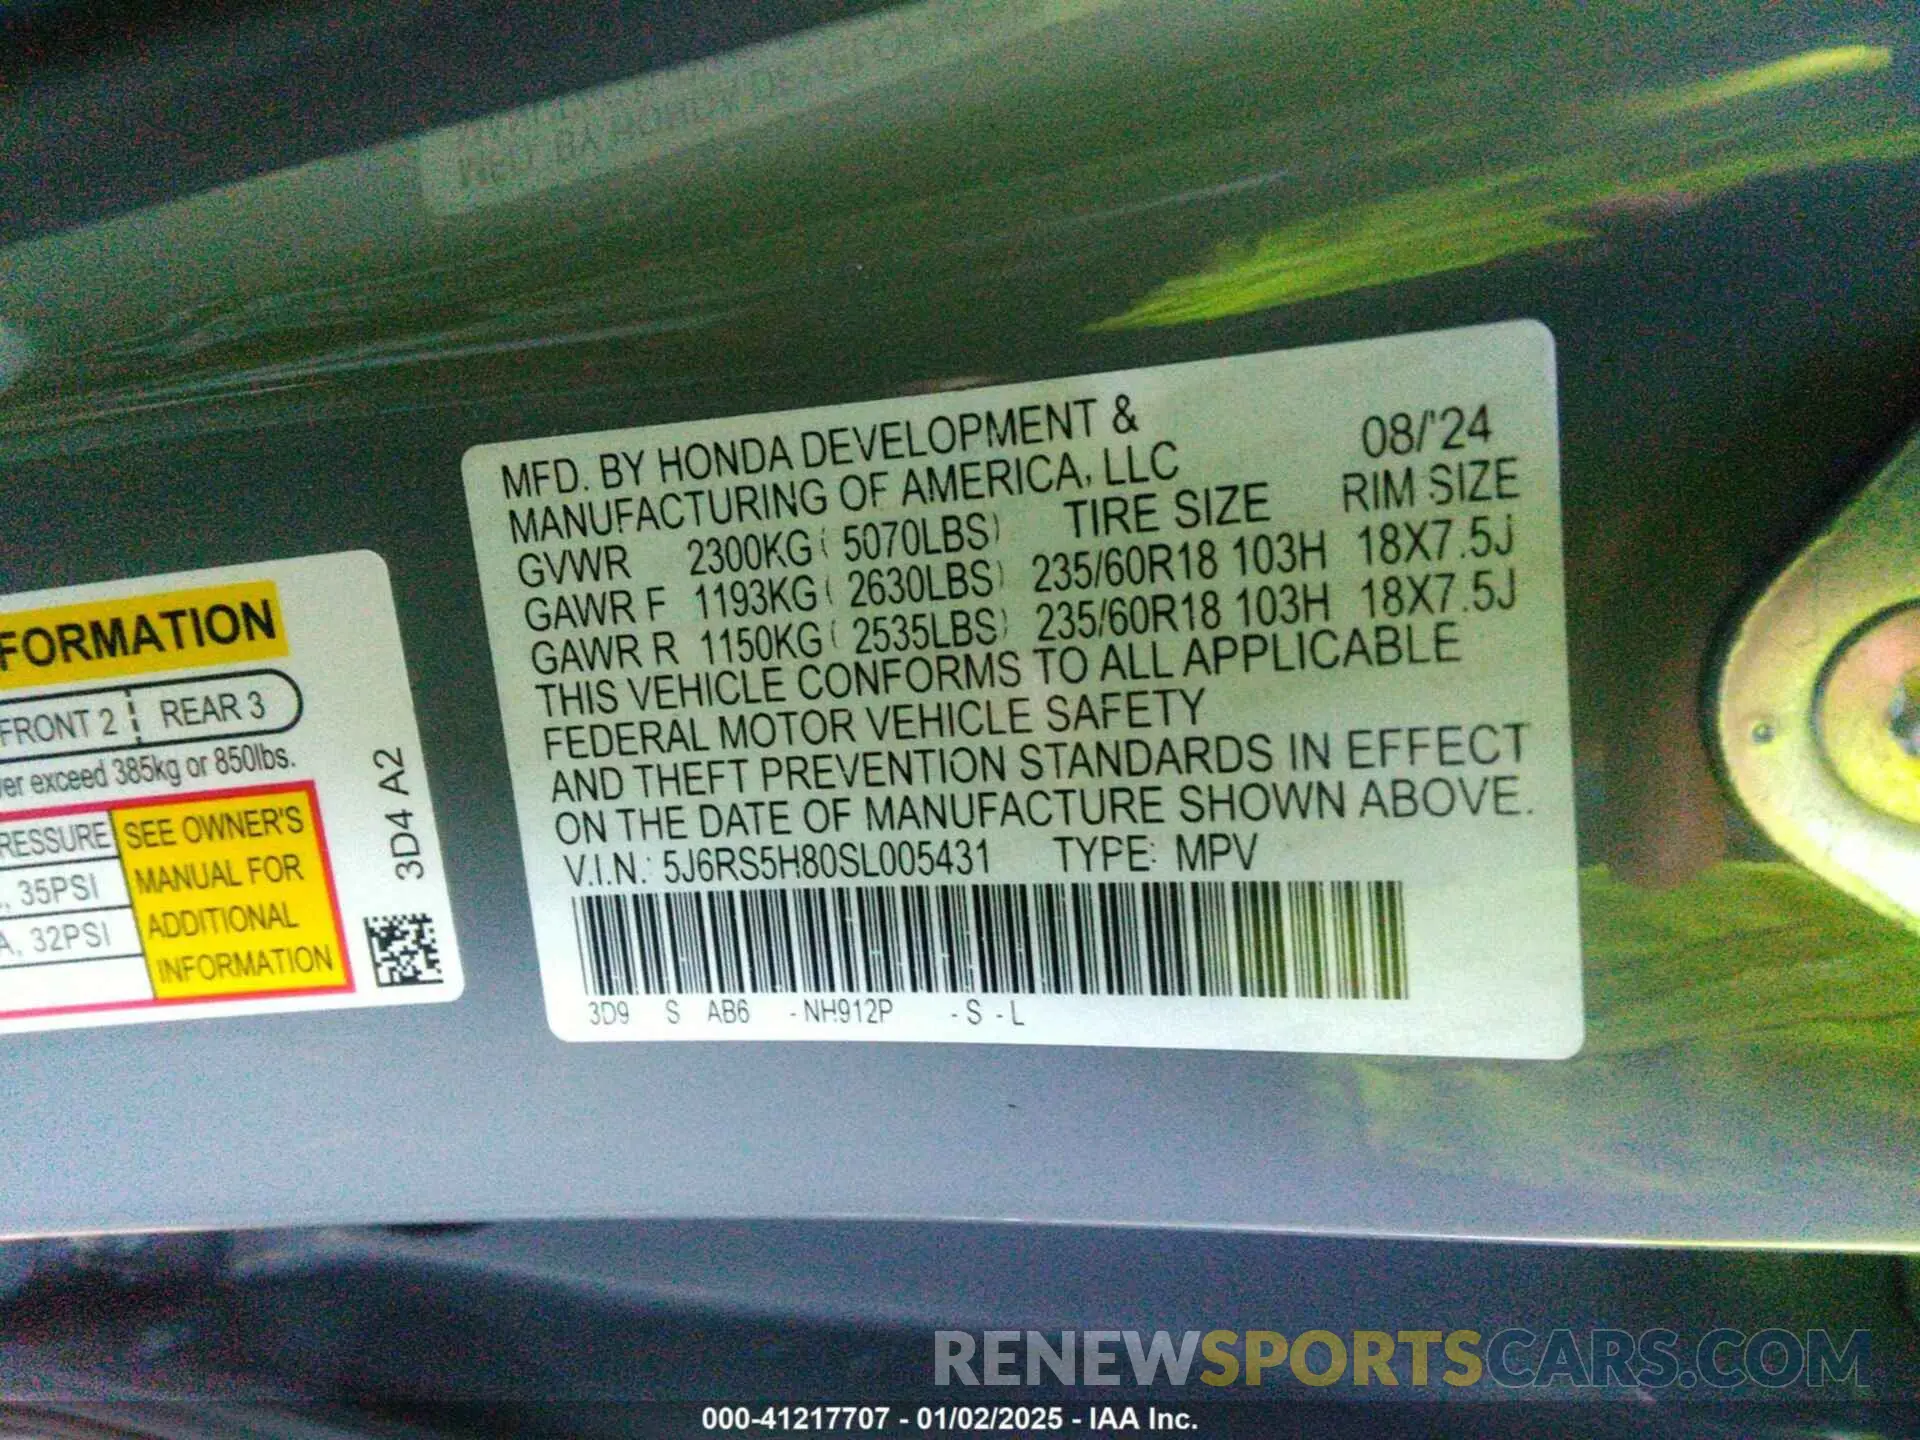 MFD. BY HONDA DEVELOPMENT &
MANUFACTURING OF AMERICA, LLC 08/'24
GVWR 2300KG ( 5070LBS) TIRE SIZE RIM SIZE
GAWR F 1193KG ( 2630LBS) 235/60R18 103H 18X7.5J
GAWR R 1150KG ( 2535LBS) 235/60R18 103H 18X7.5J
THIS VEHICLE CONFORMS TO ALL APPLICABLE
FEDERAL MOTOR VEHICLE SAFETY
AND THEFT PREVENTION STANDARDS IN EFFECT
ON THE DATE OF MANUFACTURE SHOWN ABOVE.
V.I.N.: 5J6RS5H80SL005431 TYPE: MPV
3D9 S AB6 -NH912P -S -L
FORMATION
FRONT 2 REAR 3
er exceed 385kg or 850lbs.
RESSURE
, 35PSI
A, 32PSI
SEE OWNER'S
MANUAL FOR
ADDITIONAL
INFORMATION
3D4 A2
RENEWSPORTSCARS.COM
000-41217707 - 01/02/2025 - IAA Inc.